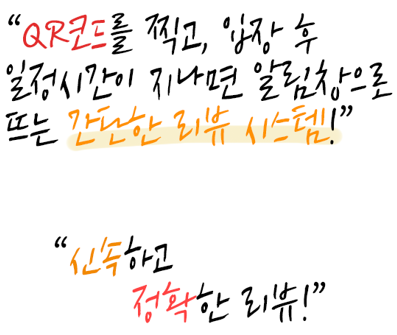 “QR코드를 찍고, 입장 후
일정시간이 지나면 알림창으로
뜨는 간단한 리뷰 시스템!”
“신속하고
정확한 리뷰!”